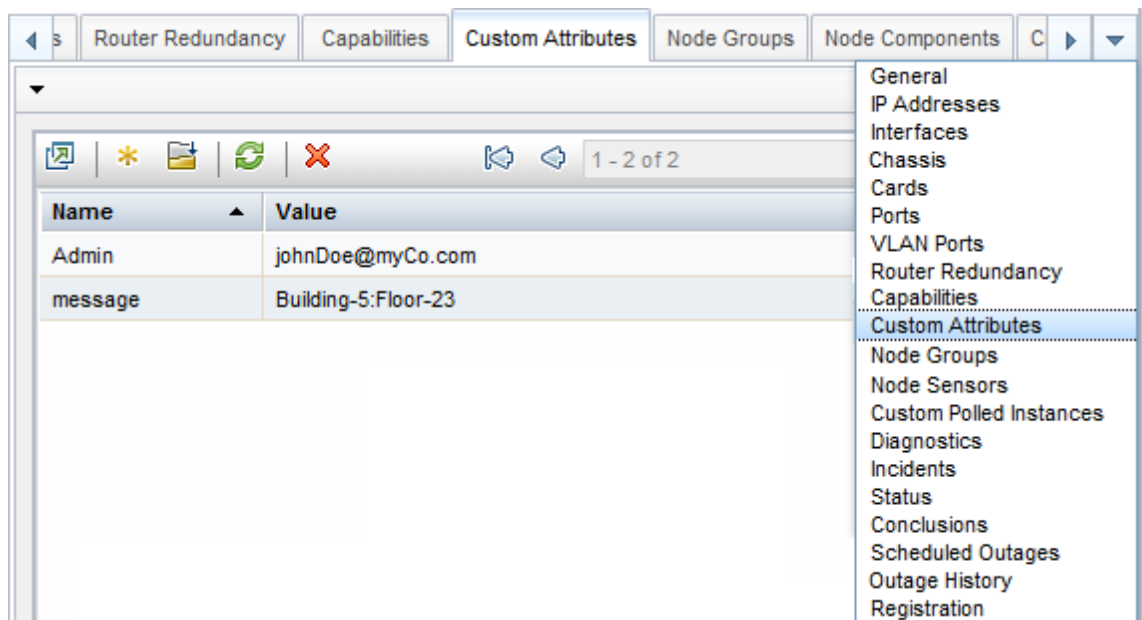 s Router Redundancy Capabilities Custom Attributes Node Groups Node Components C
General
IP Addresses
Interfaces
Chassis
Cards
Ports
VLAN Ports
Router Redundancy
Capabilities
Custom Attributes
Node Groups
Node Sensors
Custom Polled Instances
Diagnostics
Incidents
Status
Conclusions
Scheduled Outages
Outage History
Registration
1 - 2 of 2
Name Value
Admin johnDoe@myCo.com
message Building-5:Floor-23